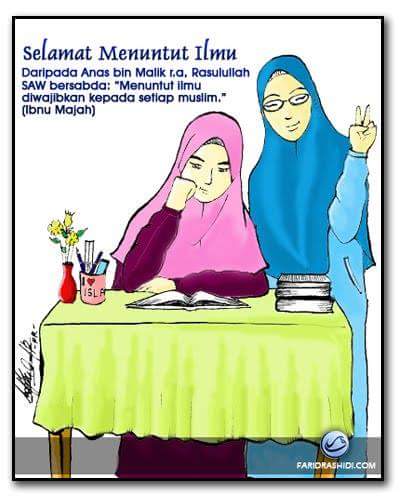 Selamat Menuntut Ilmu
Daripada Anas bin Malik r.a, Rasulullah
SAW bersabda: "Menuntut ilmu
diwajibkan kepada setiap muslim."
(Ibnu Majah)
I ♥
ISLA
FARIDRASHIDI.COM